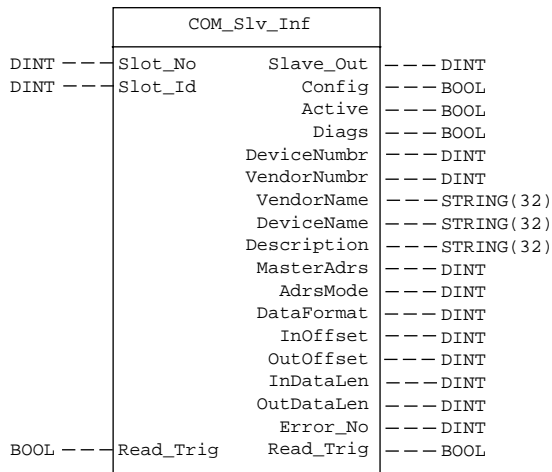 COM_Slv_Inf
DINT Slot_No Slave_Out DINT
DINT Slot_Id Config BOOL
Active BOOL
Diags BOOL
DeviceNumbr DINT
VendorNumbr DINT
VendorName STRING(32)
DeviceName STRING(32)
Description STRING(32)
MasterAdrs DINT
AdrsMode DINT
DataFormat DINT
InOffset DINT
OutOffset DINT
InDataLen DINT
OutDataLen DINT
Error_No DINT
BOOL Read_Trig Read_Trig BOOL